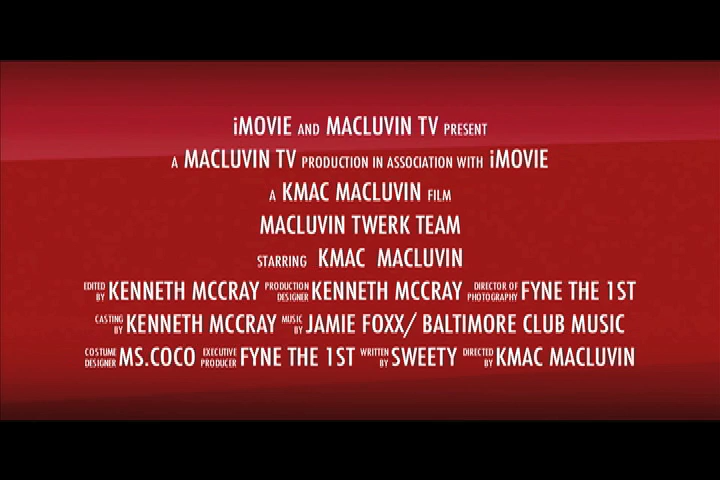 iMOVIE AND MACLUVIN TV PRESENT
A MACLUVIN TV PRODUCTION IN ASSOCIATION WITH iMOVIE
A KMAC MACLUVIN FILM
MACLUVIN TWERK TEAM
STARRING KMAC MACLUVIN
EDITED BY KENNETH MCCRAY PRODUCTION DESIGNER KENNETH MCCRAY DIRECTOR OF PHOTOGRAPHY FYNE THE 1ST
CASTING BY KENNETH MCCRAY MUSIC BY JAMIE FOXX/ BALTIMORE CLUB MUSIC
COSTUME DESIGNER MS.COCO EXECUTIVE PRODUCER FYNE THE 1ST WRITTEN BY SWEETY DIRECTED BY KMAC MACLUVIN